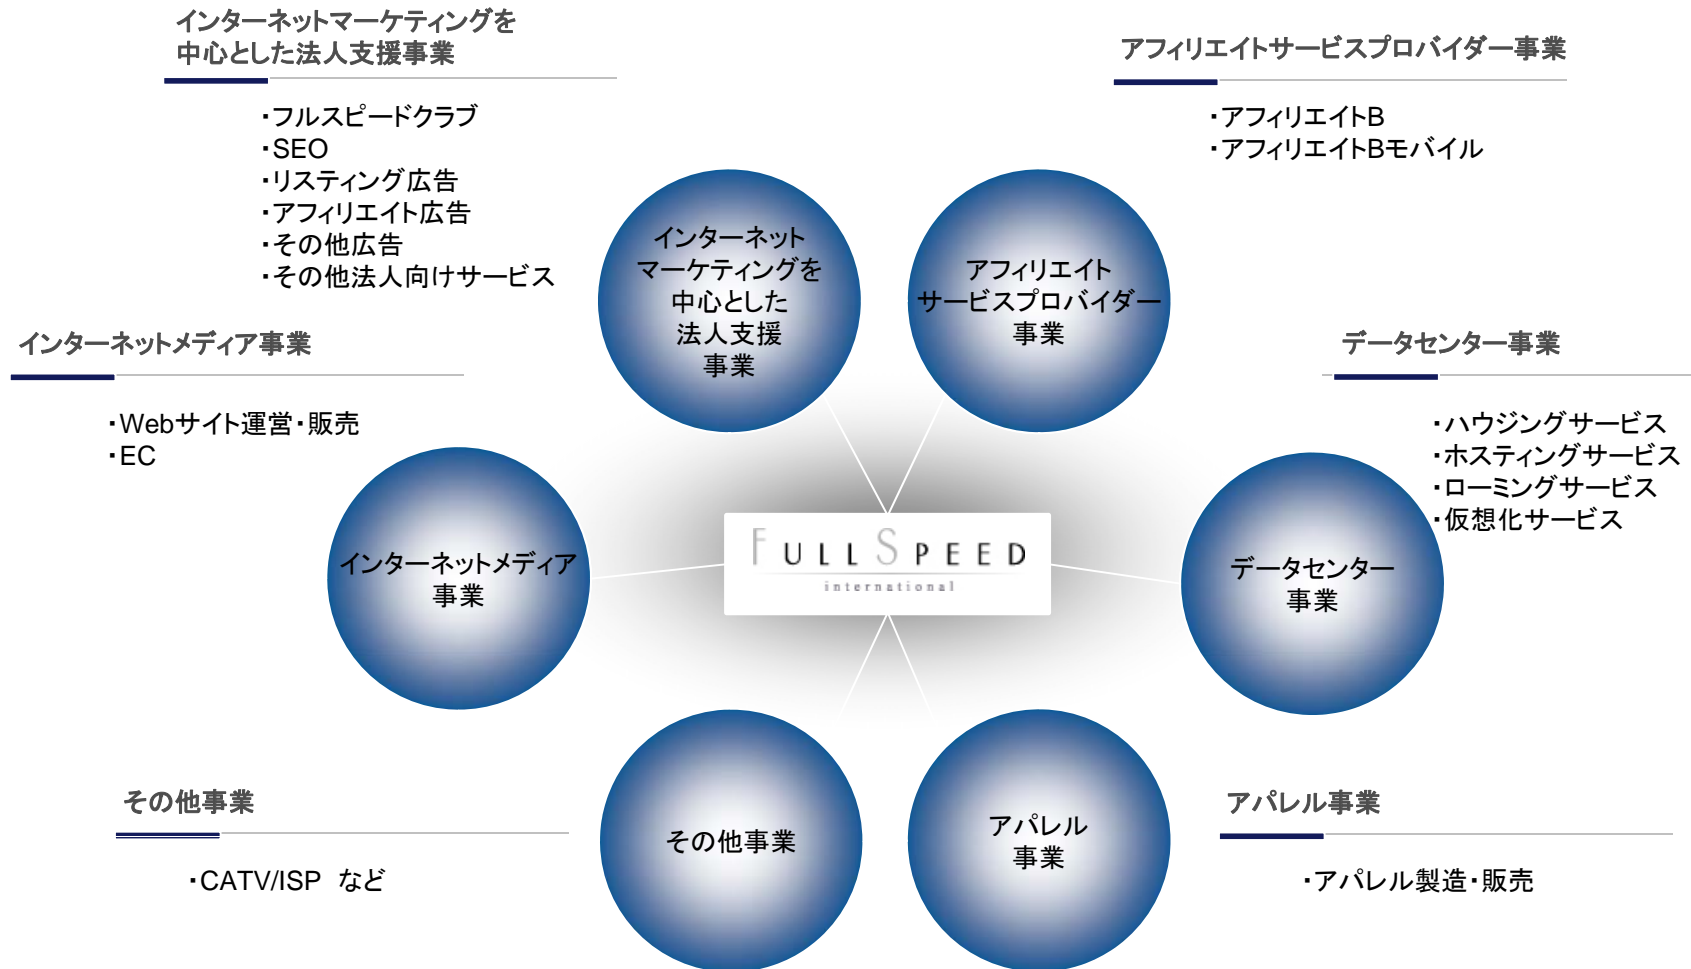 インターネットマーケティングを
中心とした法人支援事業
・フルスピードクラブ
・SEO
・リスティング広告
・アフィリエイト広告
・その他広告
・その他法人向けサービス
アフィリエイトサービスプロバイダー事業
・アフィリエイトB
・アフィリエイトBモバイル
インターネット
マーケティングを
中心とした
法人支援
事業
アフィリエイト
サービスプロバイダー
事業
インターネットメディア事業
・Webサイト運営・販売
・EC
データセンター事業
・ハウジングサービス
・ホスティングサービス
・ローミングサービス
・仮想化サービス
インターネットメディア
事業
FULLSPEED
international
データセンター
事業
その他事業
・CATV/ISP など
その他事業
アパレル
事業
アパレル事業
・アパレル製造・販売